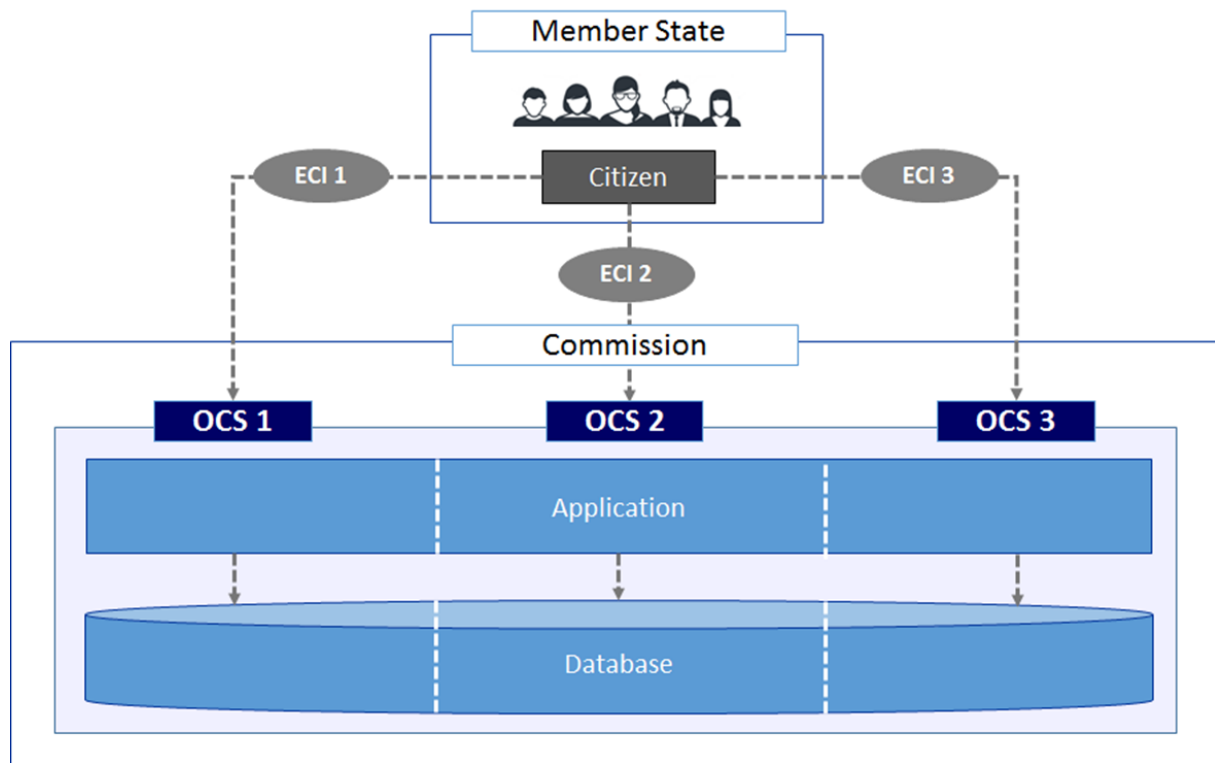 Member State
Citizen
ECI 1
ECI 3
ECI 2
Commission
OCS 1
OCS 2
OCS 3
Application
Database